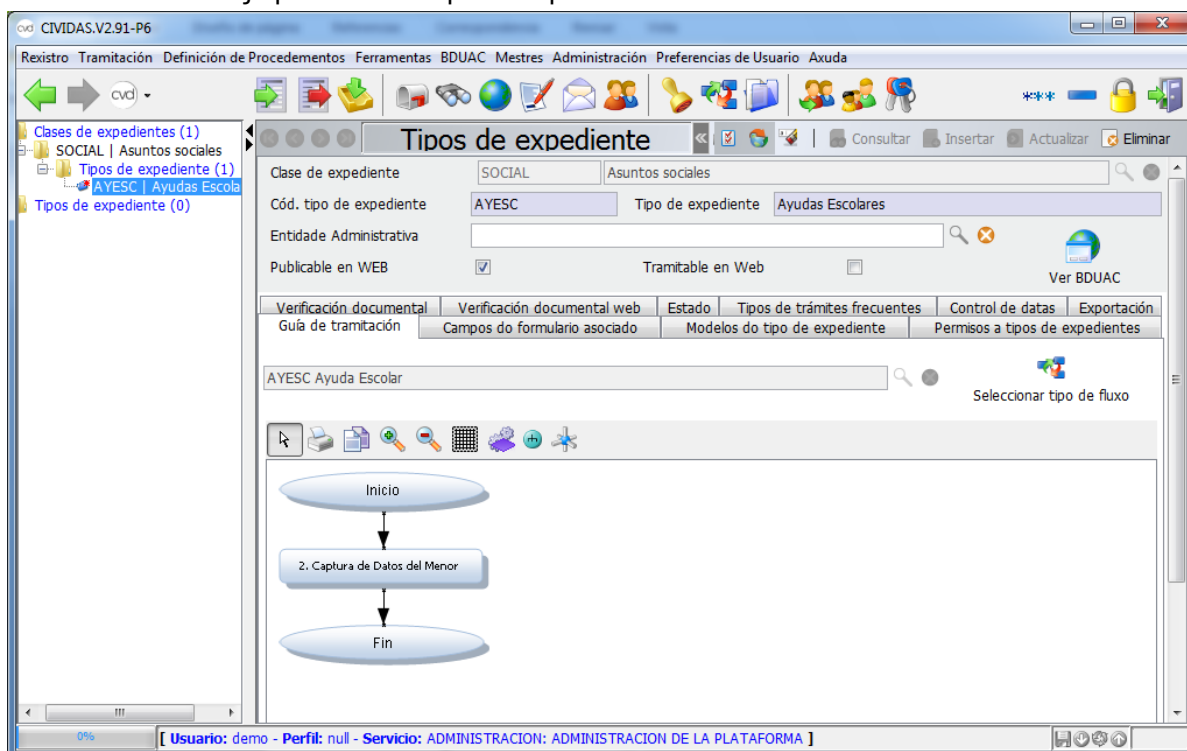 CIVIDAS.V2.91-P6
Rexistro Tramitación Definición de Procedementos Ferramentas BDUAC Mestres Administración Preferencias de Usuario Axuda
cvd
****
Clases de expedientes (1)
SOCIAL | Asuntos sociales
Tipos de expediente (1)
AYESC | Ayudas Escola
Tipos de expediente (0)
Tipos de expediente
Consultar Insertar Actualizar Eliminar
Clase de expediente SOCIAL Asuntos sociales
Cód. tipo de expediente AYESC Tipo de expediente Ayudas Escolares
Entidade Administrativa
Publicable en WEB Tramitable en Web
Ver BDUAC
Verificación documental Verificación documental web Estado Tipos de trámites frecuentes Control de datas Exportación
Guía de tramitación Campos do formulario asociado Modelos do tipo de expediente Permisos a tipos de expedientes
AYESC Ayuda Escolar
Seleccionar tipo de fluxo
Inicio
2. Captura de Datos del Menor
Fin
0% [ Usuario: demo - Perfil: null - Servicio: ADMINISTRACION: ADMINISTRACION DE LA PLATAFORMA ]